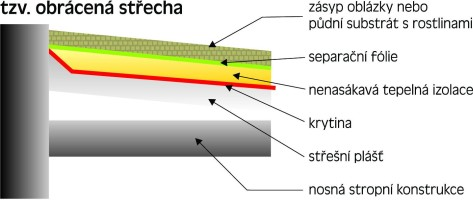 tzv. obrácená střecha
zásyp oblázky nebo
půdní substrát s rostlinami
separační fólie
nenasákavá tepelná izolace
krytina
střešní plášť
nosná stropní konstrukce